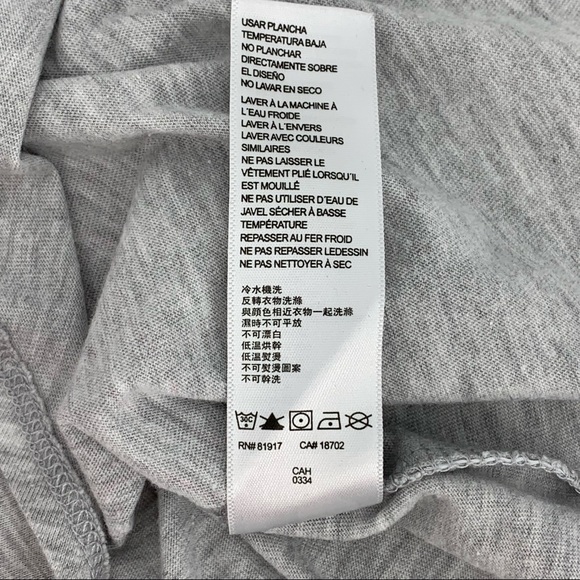 USAR PLANCHA
TEMPERATURA BAJA
NO PLANCHAR
DIRECTAMENTE SOBRE
EL DISEÑO
NO LAVAR EN SECO
LAVER À LA MACHINE À
L'EAU FROIDE
LAVER À L'ENVERS
LAVER AVEC COULEURS
SIMILAIRES
NE PAS LAISSER LE
VÊTEMENT PLIÉ LORSQU'IL
EST MOUILLÉ
NE PAS UTILISER D'EAU DE
JAVEL SÉCHER À BASSE
TEMPÉRATURE
REPASSER AU FER FROID
NE PAS REPASSER LEDESSIN
NE PAS NETTOYER À SEC
冷水機洗
反轉衣物洗滌
與顏色相近衣物一起洗滌
濕時不可平放
不可漂白
低溫烘幹
低溫熨燙
不可熨燙圖案
不可幹洗
30C
RN# 81917 CA# 18702
CAH
0334